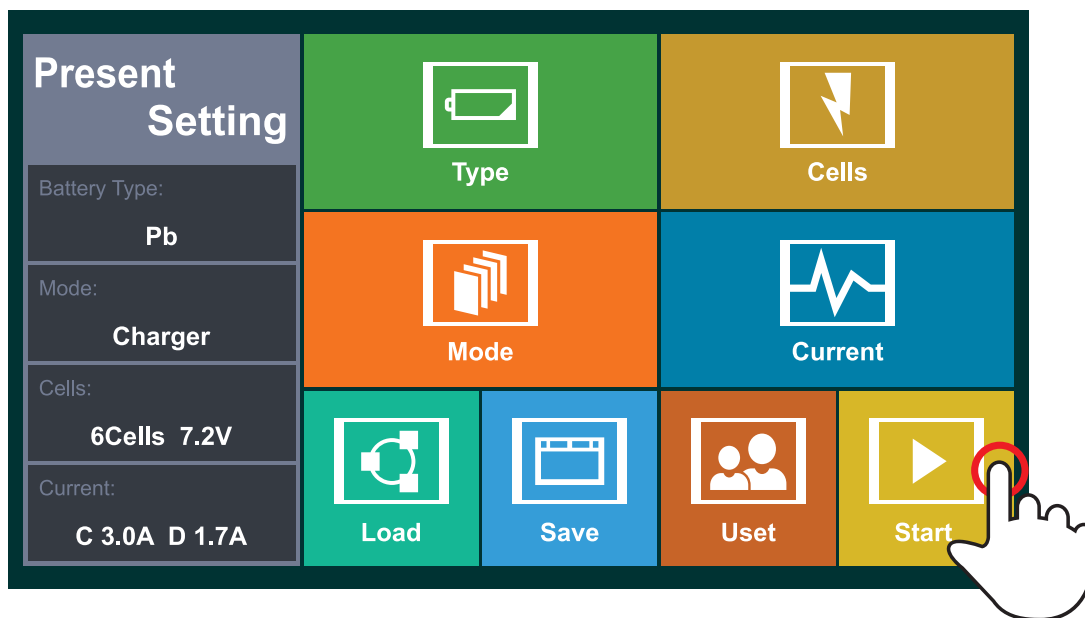 Present
Setting
Battery Type:
Pb
Mode:
Charger
Cells:
6Cells 7.2V
Current:
C 3.0A D 1.7A
Type
Cells
Mode
Current
Load
Save
Uset
Start